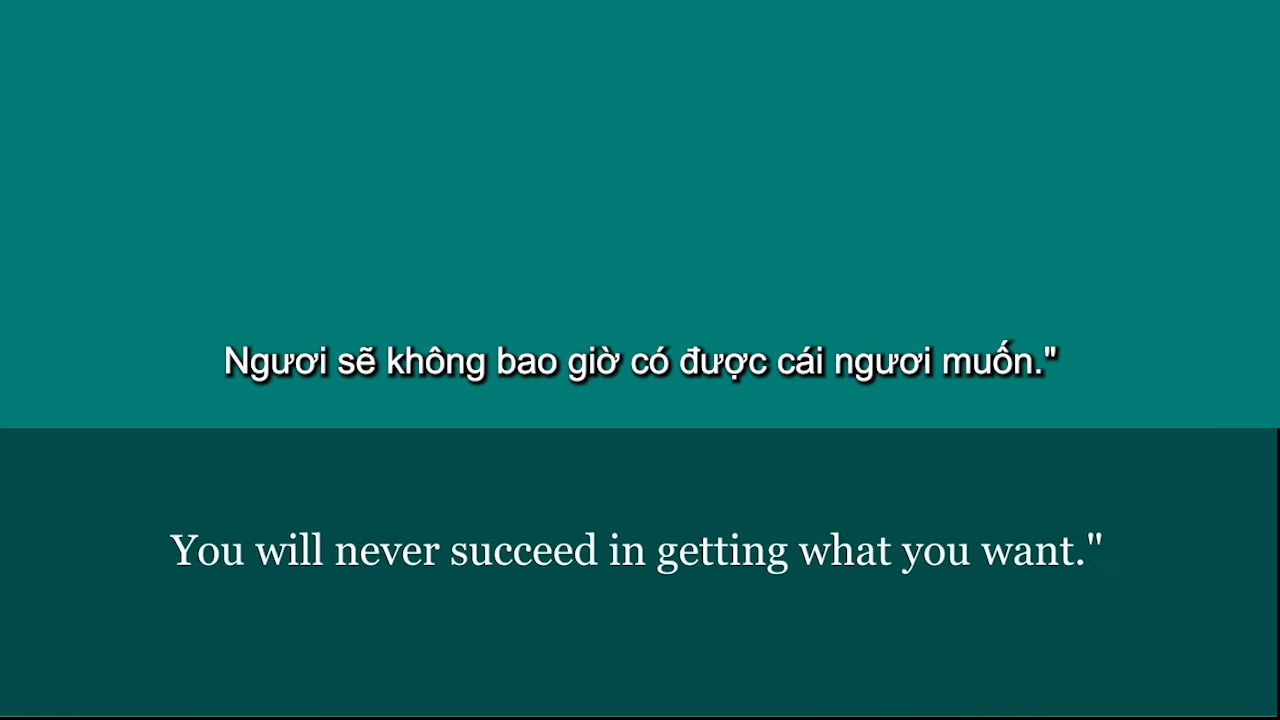 Ngươi sẽ không bao giờ có được cái ngươi muốn."
You will never succeed in getting what you want."